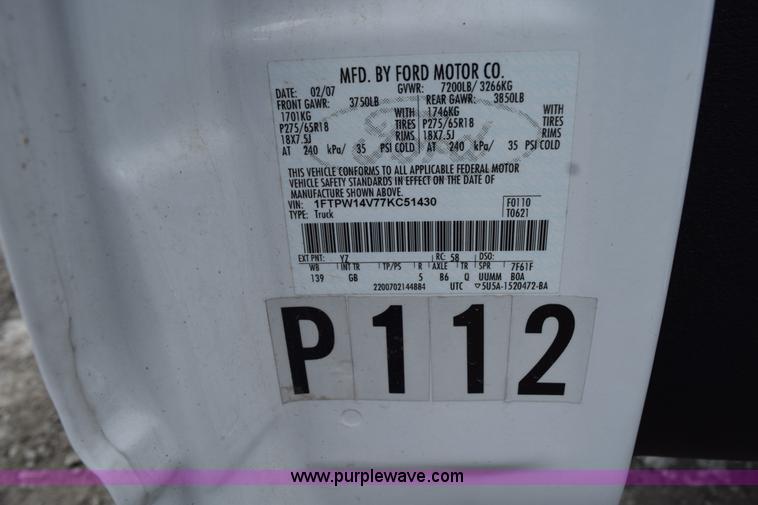 MFD. BY FORD MOTOR CO.
DATE: 02/07 GVWR: 7200LB/ 3266KG
FRONT GAWR: 3750LB REAR GAWR: 3850LB
1701KG WITH 1746KG WITH
P275/65R18 TIRES P275/65R18 TIRES
18X7.5J RIMS 18X7.5J RIMS
AT 240 kPa/ 35 PSI COLD AT 240 kPa/ 35 PSI COLD
Ford
THIS VEHICLE CONFORMS TO ALL APPLICABLE FEDERAL MOTOR
VEHICLE SAFETY STANDARDS IN EFFECT ON THE DATE OF
MANUFACTURE SHOWN ABOVE.
VIN: 1FTPW14V77KC51430 F0110
TYPE: Truck T0621
EXT PNT: YZ RC: 58 DSO:
WB INT TR TP/PS R AXLE TR SPR 7F61F
139 GB 5 B6 Q UUMM BOA
2200702144884 UTC ▽5U5A-1520472-BA
P112
www.purplewave.com